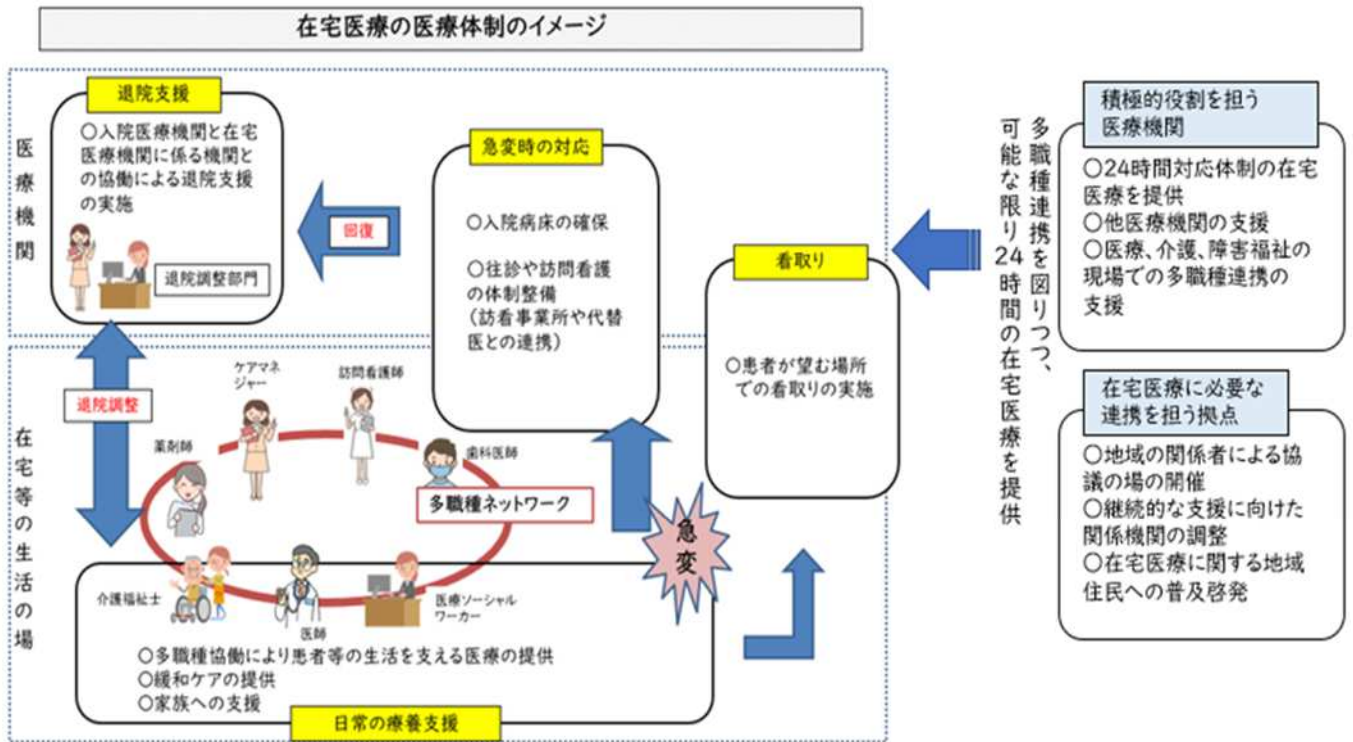 在宅医療の医療体制のイメージ
医療機関
退院支援
○入院医療機関と在宅
医療機関に係る機関と
の協働による退院支援
の実施
退院調整部門
回復
急変時の対応
○入院病床の確保
○往診や訪問看護
の体制整備
(訪看事業所や代替
医との連携)
看取り
○患者が望む場所
での看取りの実施
在宅等の生活の場
退院調整
ケアマネ
ジャー
訪問看護師
薬剤師
歯科医師
多職種ネットワーク
介護福祉士
医師
医療ソーシャル
ワーカー
急変
○多職種協働により患者等の生活を支える医療の提供
○緩和ケアの提供
○家族への支援
日常の療養支援
多職種連携を図りつつ、
可能な限り24時間の在宅医療を提供
積極的役割を担う
医療機関
○24時間対応体制の在宅
医療を提供
○他医療機関の支援
○医療、介護、障害福祉の
現場での多職種連携の
支援
在宅医療に必要な
連携を担う拠点
○地域の関係者による協
議の場の開催
○継続的な支援に向けた
関係機関の調整
○在宅医療に関する地域
住民への普及啓発